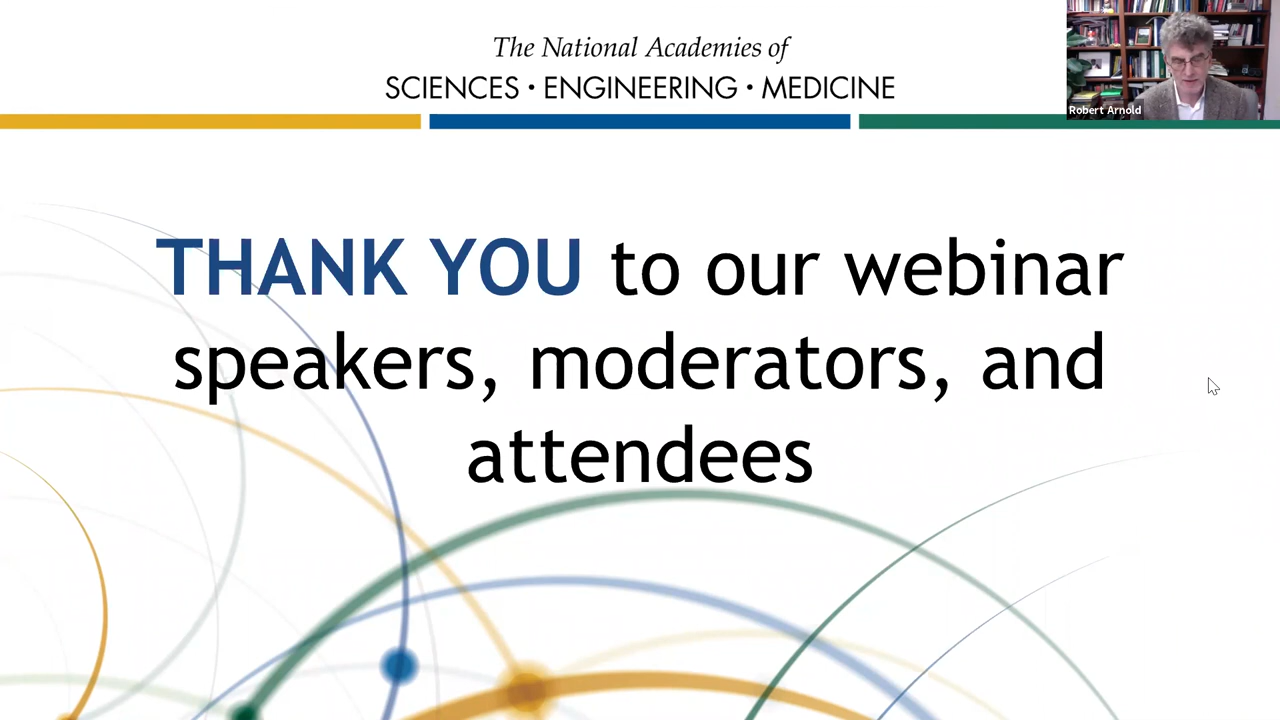 The National Academies of
SCIENCES · ENGINEERING · MEDICINE
Robert Arnold
THANK YOU to our webinar
speakers, moderators, and
attendees